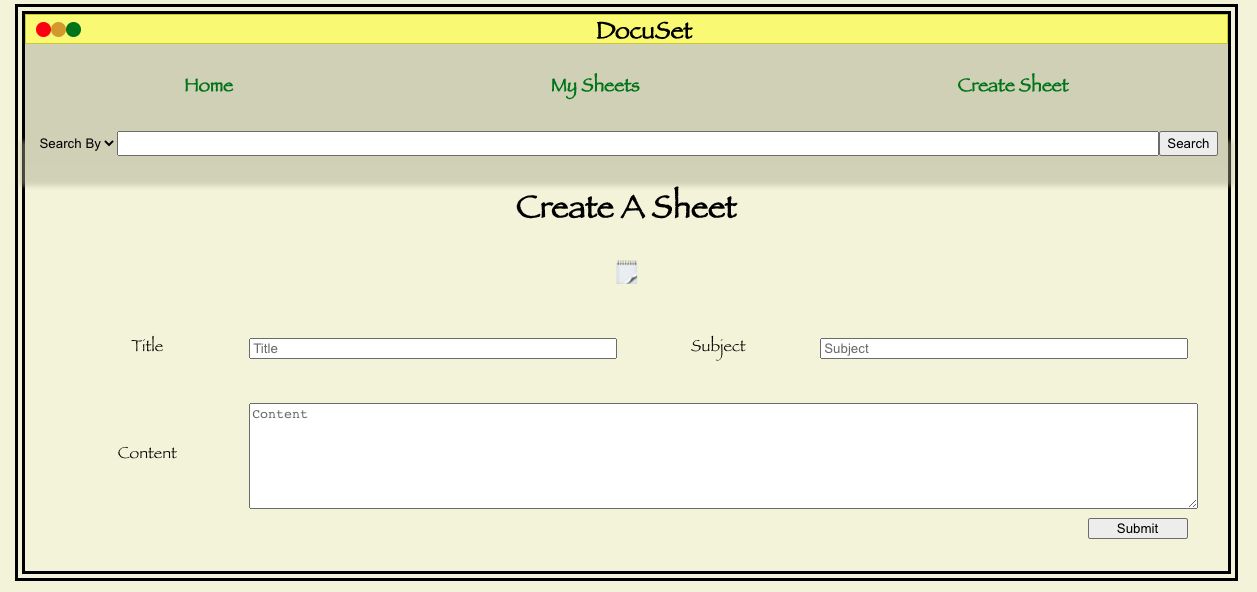 DocuSet
Home My Sheets Create Sheet
Search By Search
Create A Sheet
Title Title Subject Subject
Content
Content
Submit